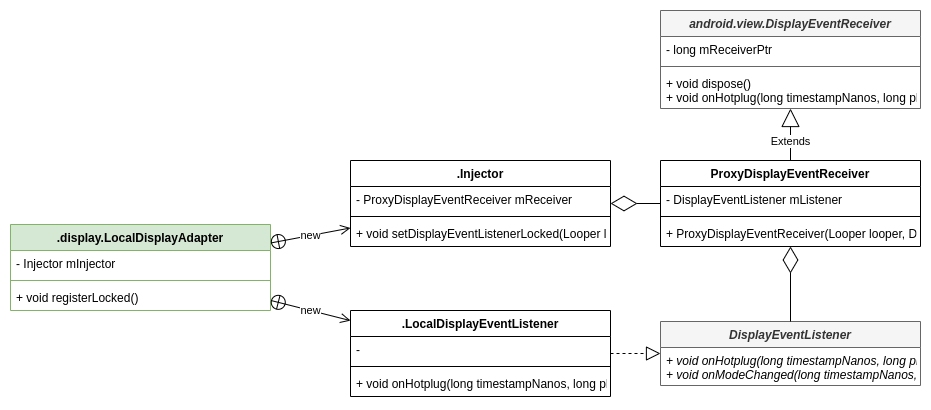 android.view.DisplayEventReceiver
- long mReceiverPtr
+ void dispose()
+ void onHotplug(long timestampNanos, long
Extends
.Injector
- ProxyDisplayEventReceiver mReceiver
+ void setDisplayEventListenerLocked(Looper
ProxyDisplayEventReceiver
- DisplayEventListener mListener
+ ProxyDisplayEventReceiver(Looper looper, D
.display.LocalDisplayAdapter
- Injector mInjector
+ void registerLocked()
new
new
.LocalDisplayEventListener
-
+ void onHotplug(long timestampNanos, long
DisplayEventListener
+ void onHotplug(long timestampNanos, long
+ void onModeChanged(long timestampNanos,